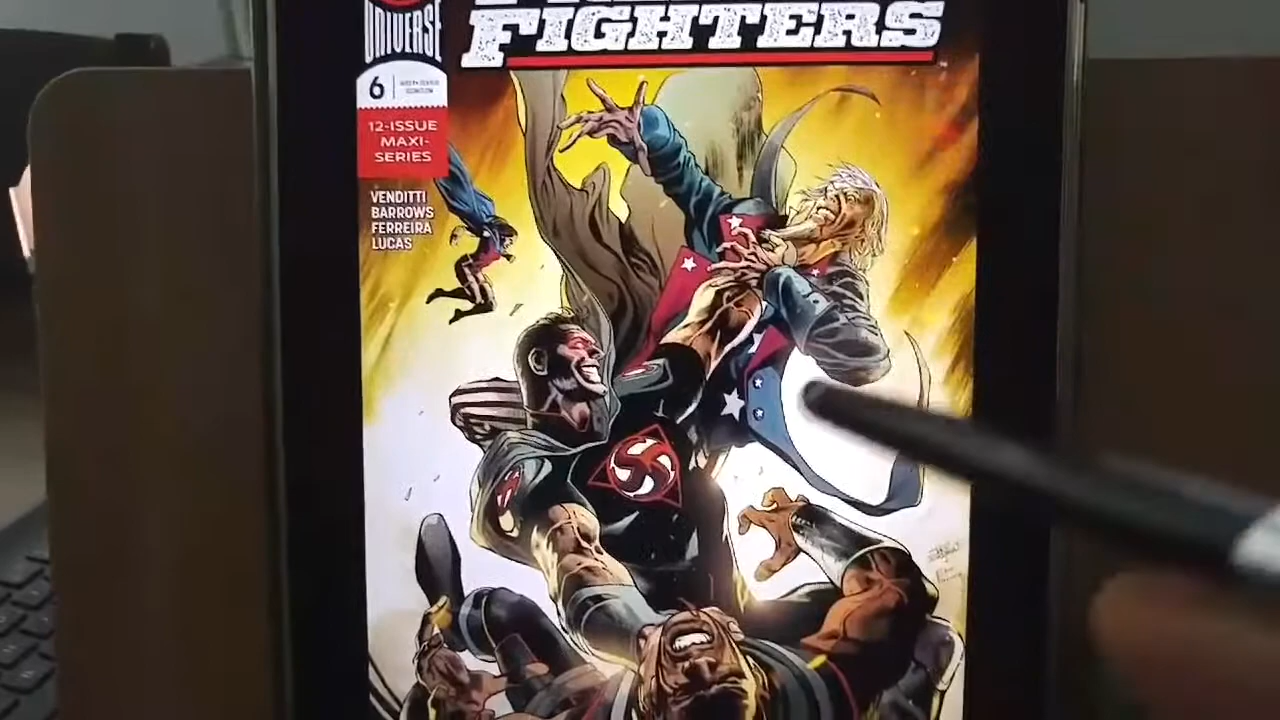 UNIVERSE
FIGHTERS
6
12-ISSUE
MAXI-
SERIES
VENDITTI
BARROWS
FERREIRA
LUCAS